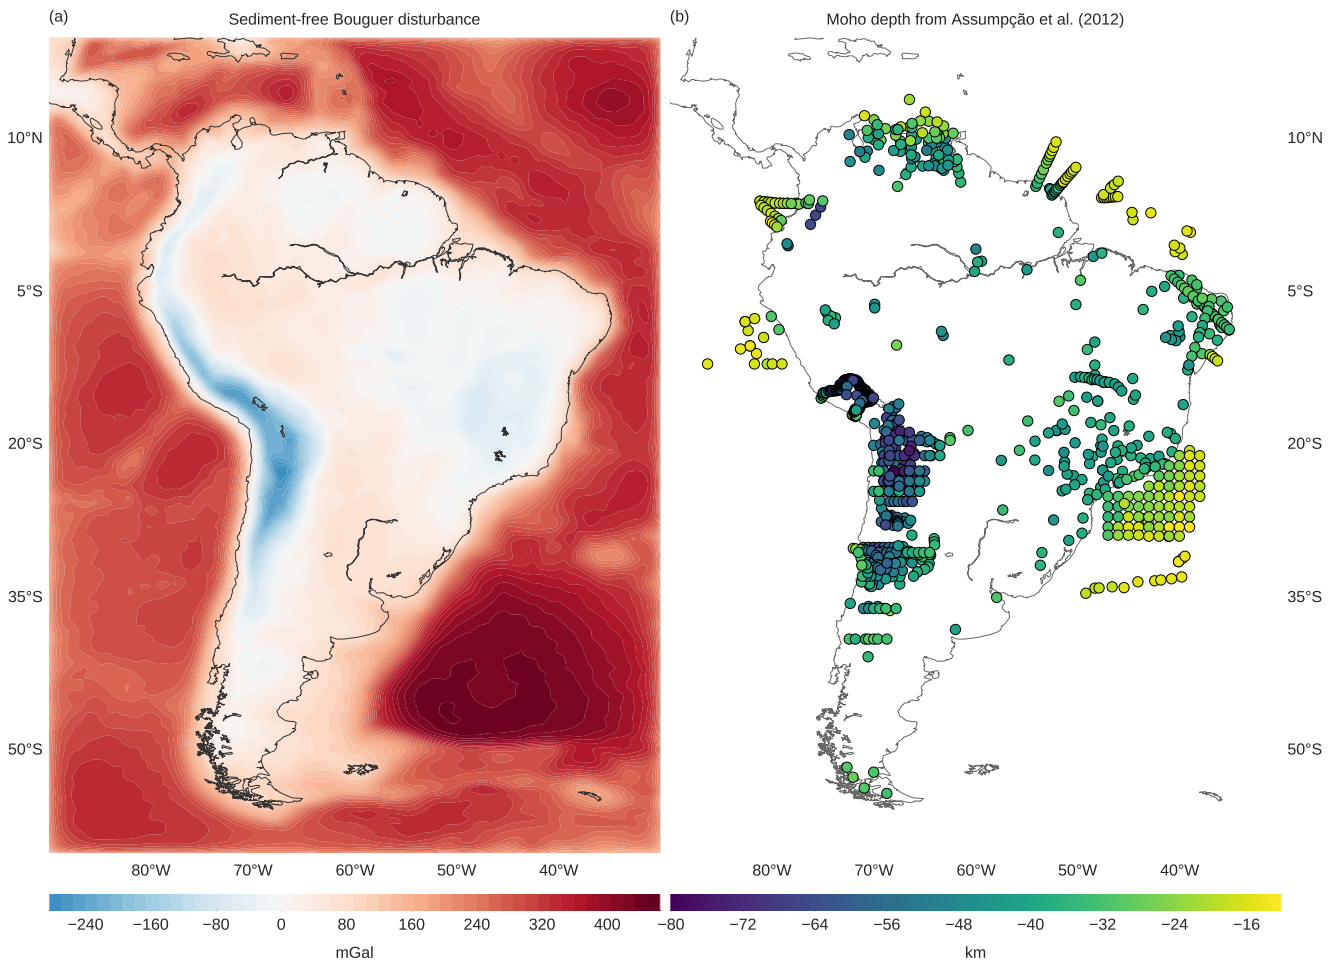 (a) Sediment-free Bouguer disturbance
(b) Moho depth from Assumpção et al. (2012)
10°N 10°N
5°S 5°S
20°S 20°S
35°S 35°S
50°S 50°S
80°W 70°W 60°W 50°W 40°W 80°W 70°W 60°W 50°W 40°W
−240 −160 −80 0 80 160 240 320 400 −80 −72 −64 −56 −48 −40 −32 −24 −16
mGal km